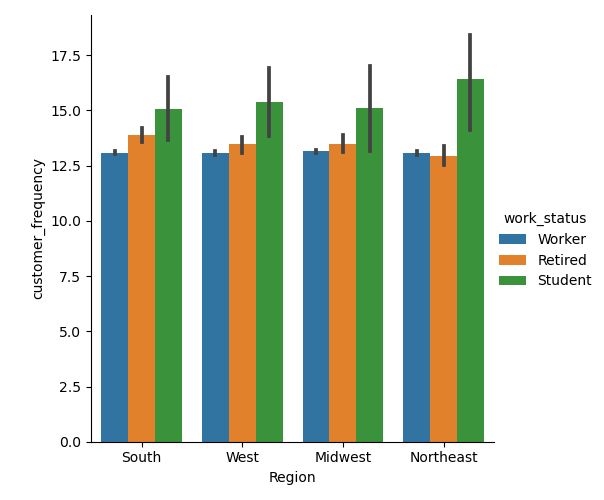 17.5
15.0
12.5
10.0
7.5
5.0
2.5
0.0
customer_frequency
South West Midwest Northeast
Region
work_status
Worker
Retired
Student